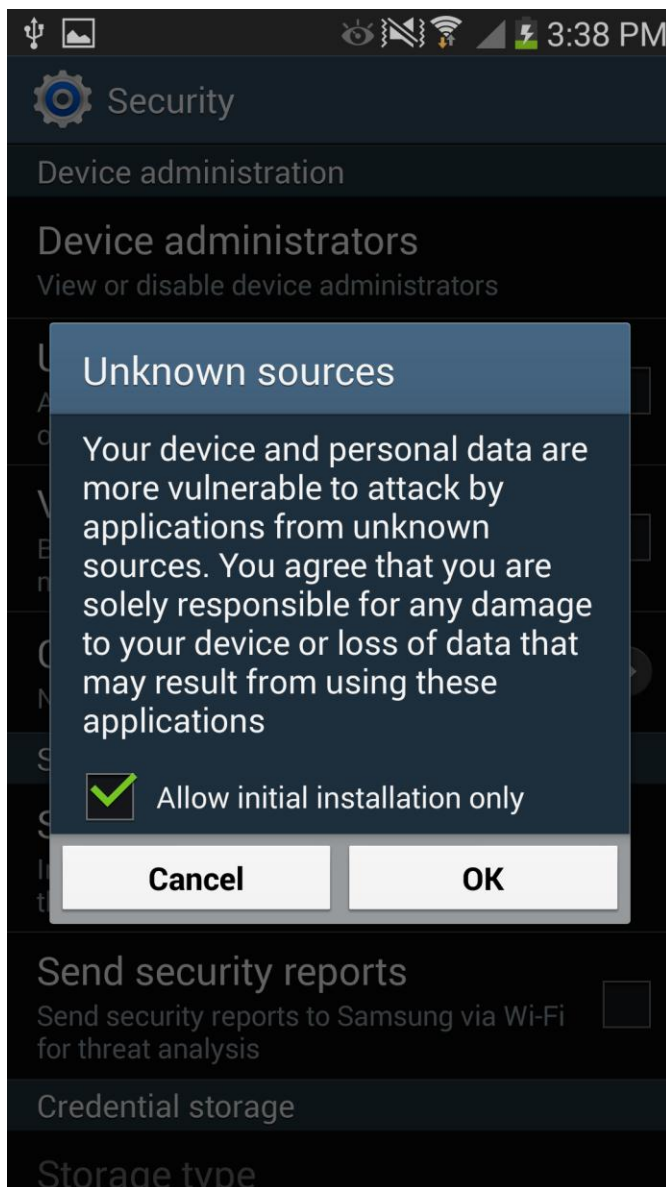 3:38 PM
Security
Device administration
Device administrators
View or disable device administrators
Unknown sources
Your device and personal data are
more vulnerable to attack by
applications from unknown
sources. You agree that you are
solely responsible for any damage
to your device or loss of data that
may result from using these
applications
Allow initial installation only
Cancel
OK
Send security reports
Send security reports to Samsung via Wi-Fi
for threat analysis
Credential storage
Storage type